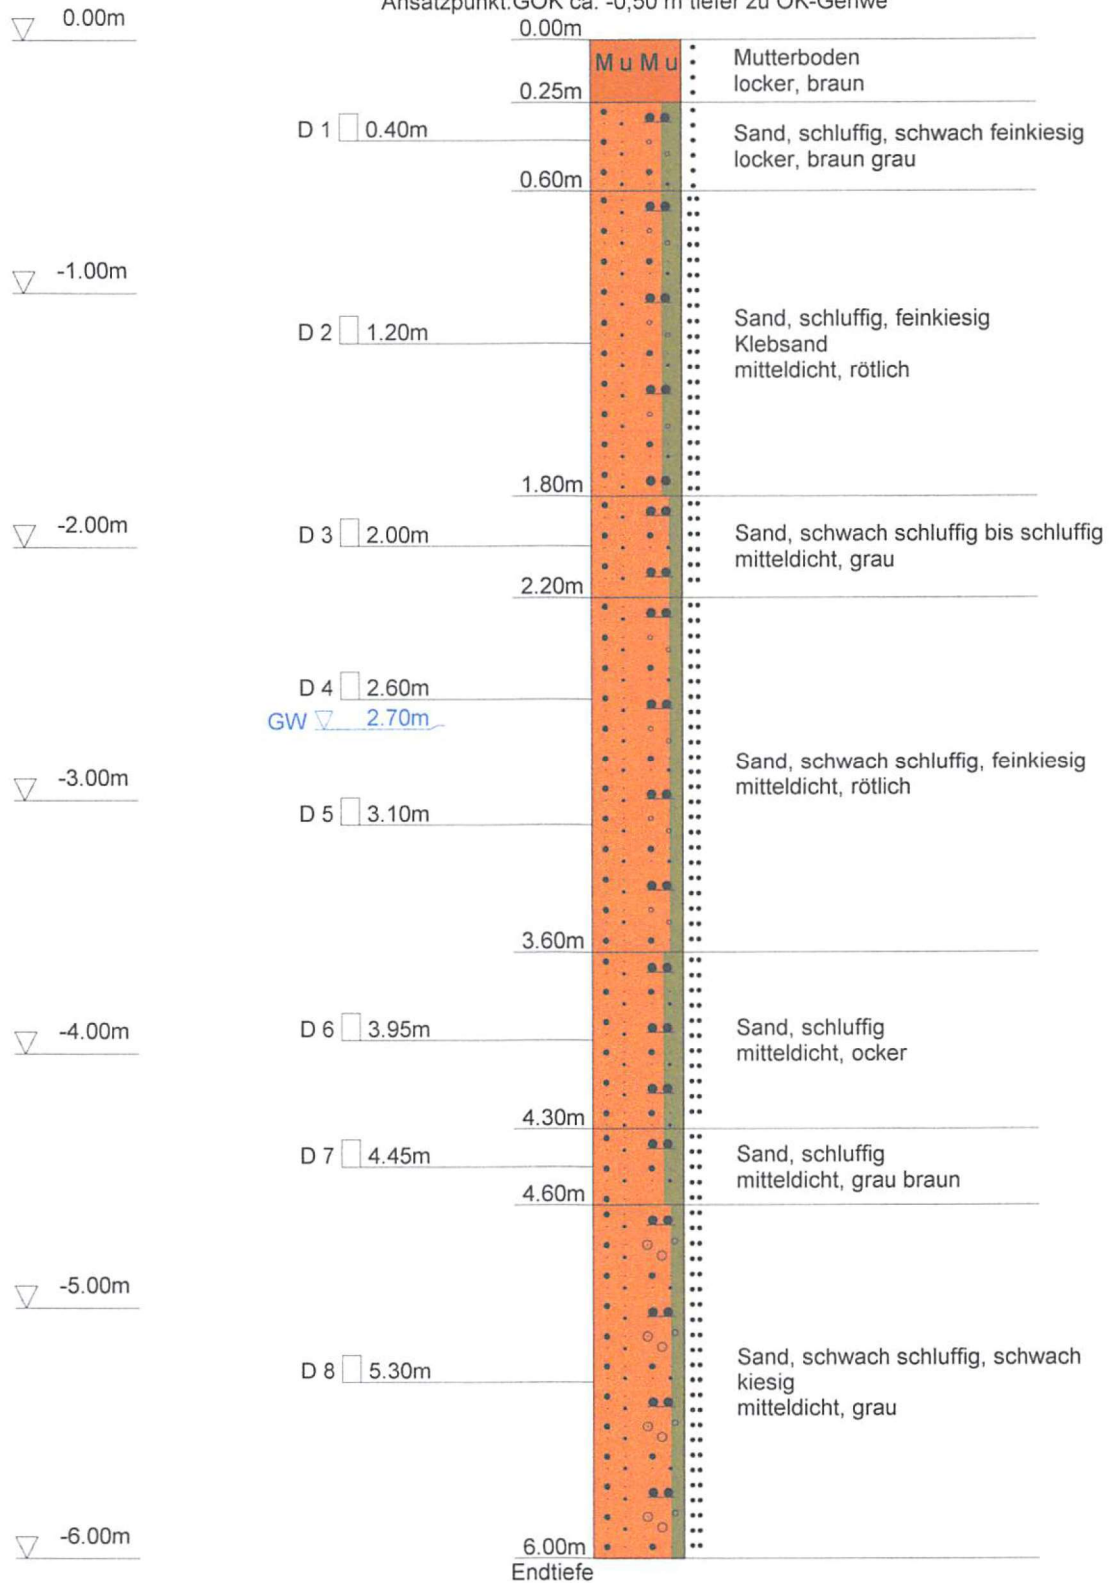 Ansatzpunkt:GOK ca. -0,50 m tiefer zu OK-Gehwe
0.00m
0.00m
M u M u
Mutterboden
locker, braun
0.25m
D 1 0.40m
Sand, schluffig, schwach feinkiesig
locker, braun grau
0.60m
-1.00m
D 2 1.20m
Sand, schluffig, feinkiesig
Klebsand
mitteldicht, rötlich
1.80m
-2.00m
D 3 2.00m
Sand, schwach schluffig bis schluffig
mitteldicht, grau
2.20m
D 4 2.60m
GW 2.70m
Sand, schwach schluffig, feinkiesig
mitteldicht, rötlich
-3.00m
D 5 3.10m
3.60m
-4.00m
D 6 3.95m
Sand, schluffig
mitteldicht, ocker
4.30m
D 7 4.45m
Sand, schluffig
mitteldicht, grau braun
4.60m
-5.00m
D 8 5.30m
Sand, schwach schluffig, schwach
kiesig
mitteldicht, grau
-6.00m
6.00m
Endtiefe